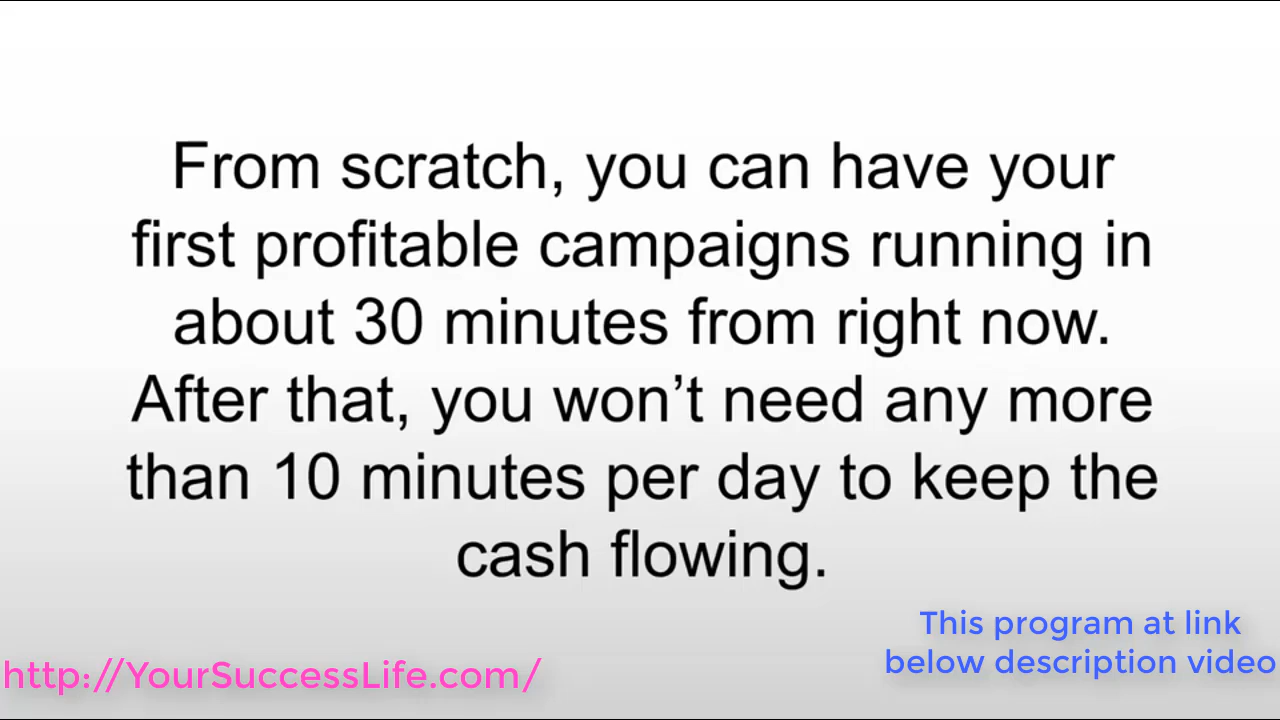 From scratch, you can have your
first profitable campaigns running in
about 30 minutes from right now.
After that, you won’t need any more
than 10 minutes per day to keep the
cash flowing.
This program at link
below description video
http://YourSuccessLife.com/